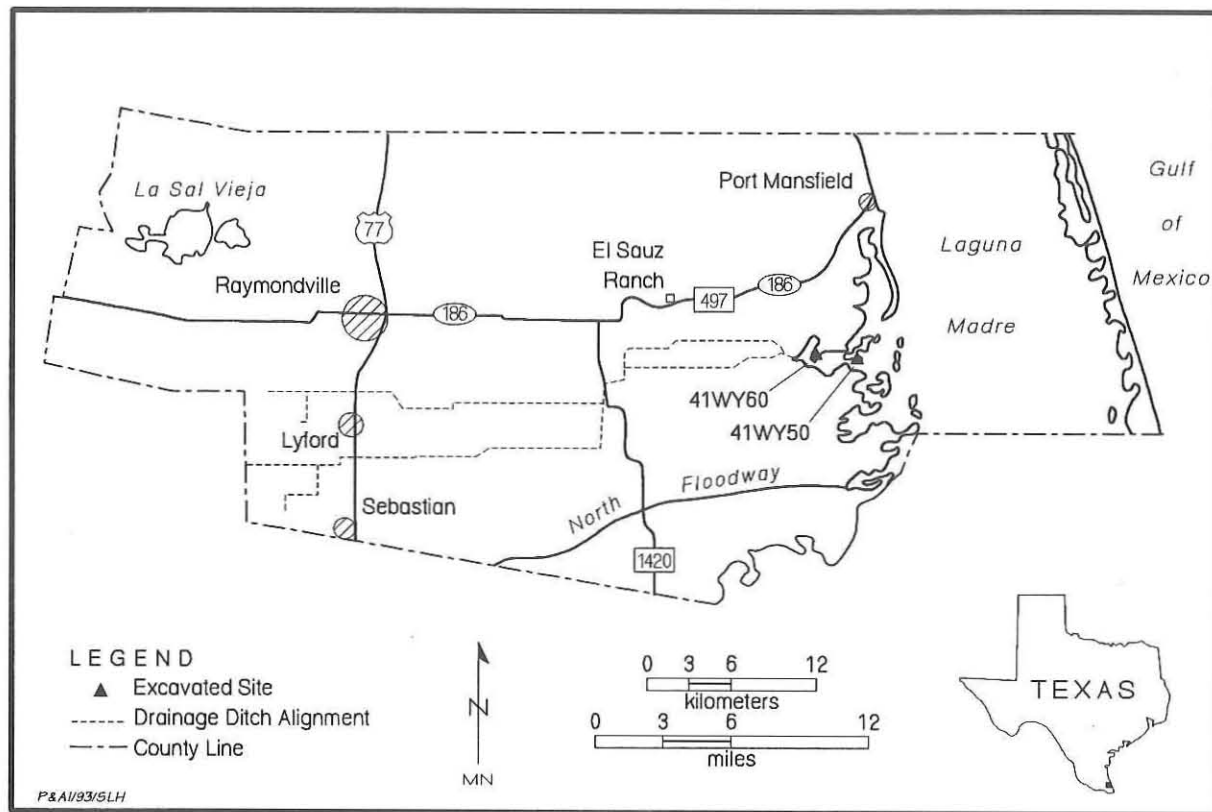 La Sal Vieja
77
Port Mansfield
Gulf
of
Mexico
El Sauz
Ranch
Laguna
Madre
Raymondville
186
497
186
41WY60
41WY50
Lyford
Sebastian
North Floodway
1420
LEGEND
Excavated Site
Drainage Ditch Alignment
County Line
N
MN
0 3 6 12
kilometers
0 3 6 12
miles
TEXAS
P&AI/93/SLH